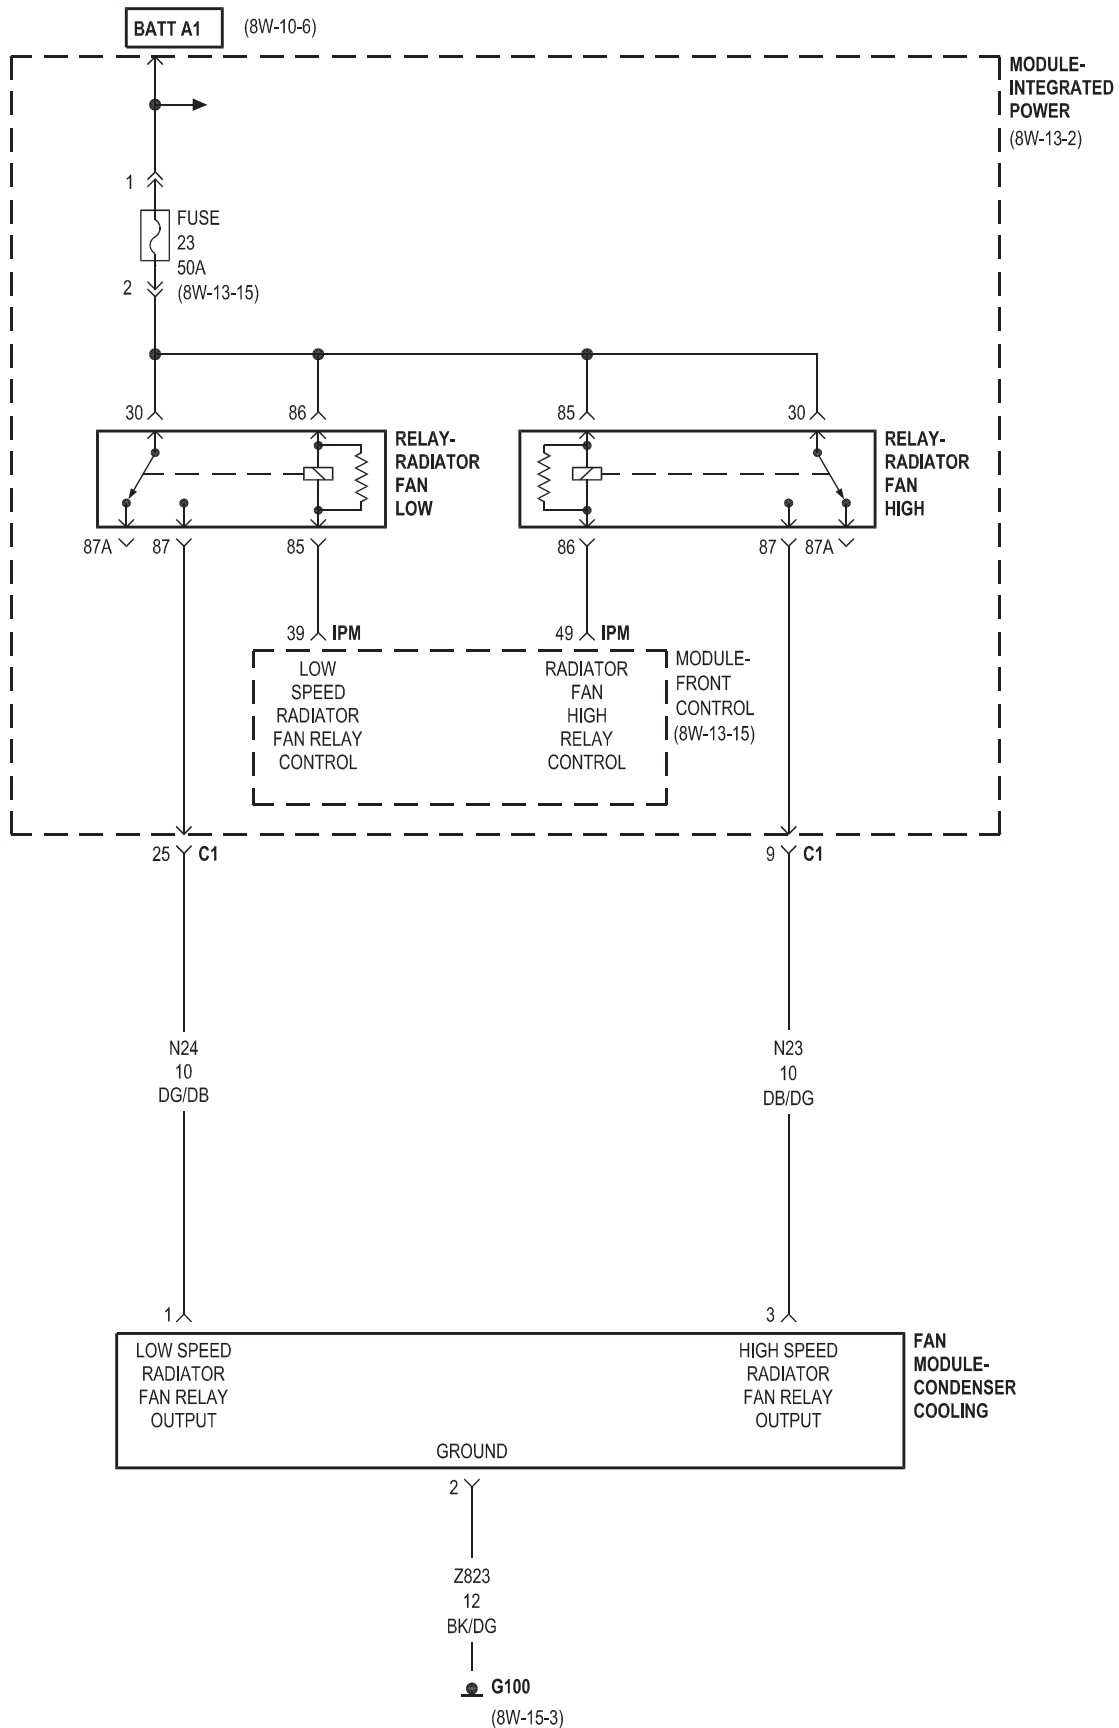 BATT A1
(8W-10-6)
MODULE-
INTEGRATED
POWER
(8W-13-2)
1
FUSE
23
50A
(8W-13-15)
2
30
86
85
30
RELAY-
RADIATOR
FAN
LOW
RELAY-
RADIATOR
FAN
HIGH
87A
87
85
86
87
87A
39
IPM
49
IPM
LOW
SPEED
RADIATOR
FAN RELAY
CONTROL
RADIATOR
FAN
HIGH
RELAY
CONTROL
MODULE-
FRONT
CONTROL
(8W-13-15)
25
C1
9
C1
N24
10
DG/DB
N23
10
DB/DG
1
3
LOW SPEED
RADIATOR
FAN RELAY
OUTPUT
HIGH SPEED
RADIATOR
FAN RELAY
OUTPUT
FAN
MODULE-
CONDENSER
COOLING
GROUND
2
Z823
12
BK/DG
G100
(8W-15-3)